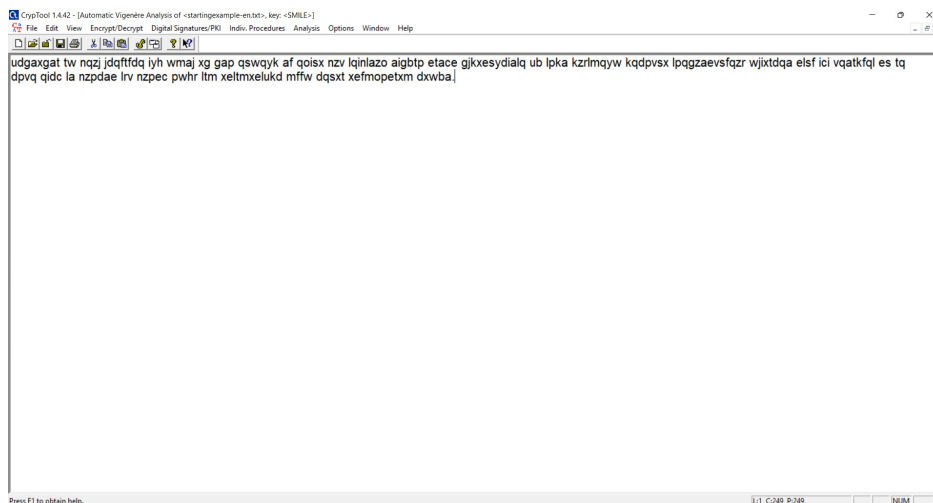 CrypTool 1.4.42 - [Automatic Vigenère Analysis of <startingexample-en.txt>, key: <SMILE>]
File Edit View Encrypt/Decrypt Digital Signatures/PKI Indiv. Procedures Analysis Options Window Help
udgaxgat tw nqzj jdqftfdq iyh wmaj xg gap qswqyk af qoisx nzv lqinlazo aigbtp etace gjkxesydialq ub lpka kzrlmqyw kqdpvsx lpqgzaevsfqzr wjixtdqa elsf ici vqatkfql es tq
dpvq qidc la nzpdae lrv nzpec pwhr ltm xeltmxelukd mffw dqsxt xefmopetxm dxwba.
Press F1 to obtain help.
L:1 C:249 P:249
NUM